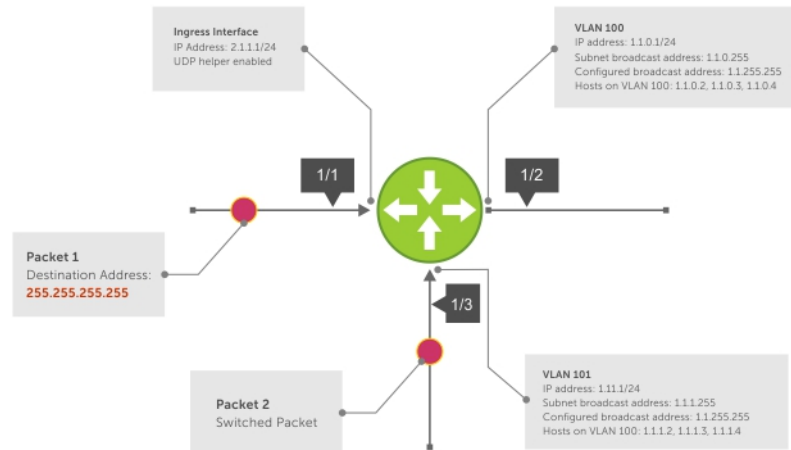 Ingress Interface
IP Address: 2.1.1.1/24
UDP helper enabled
VLAN 100
IP address: 1.1.0.1/24
Subnet broadcast address: 1.1.0.255
Configured broadcast address: 1.1.255.255
Hosts on VLAN 100: 1.1.0.2, 1.1.0.3, 1.1.0.4
1/1
1/2
Packet 1
Destination Address:
255.255.255.255
1/3
Packet 2
Switched Packet
VLAN 101
IP address: 1.11.1/24
Subnet broadcast address: 1.1.1.255
Configured broadcast address: 1.1.255.255
Hosts on VLAN 100: 1.1.1.2, 1.1.1.3, 1.1.1.4